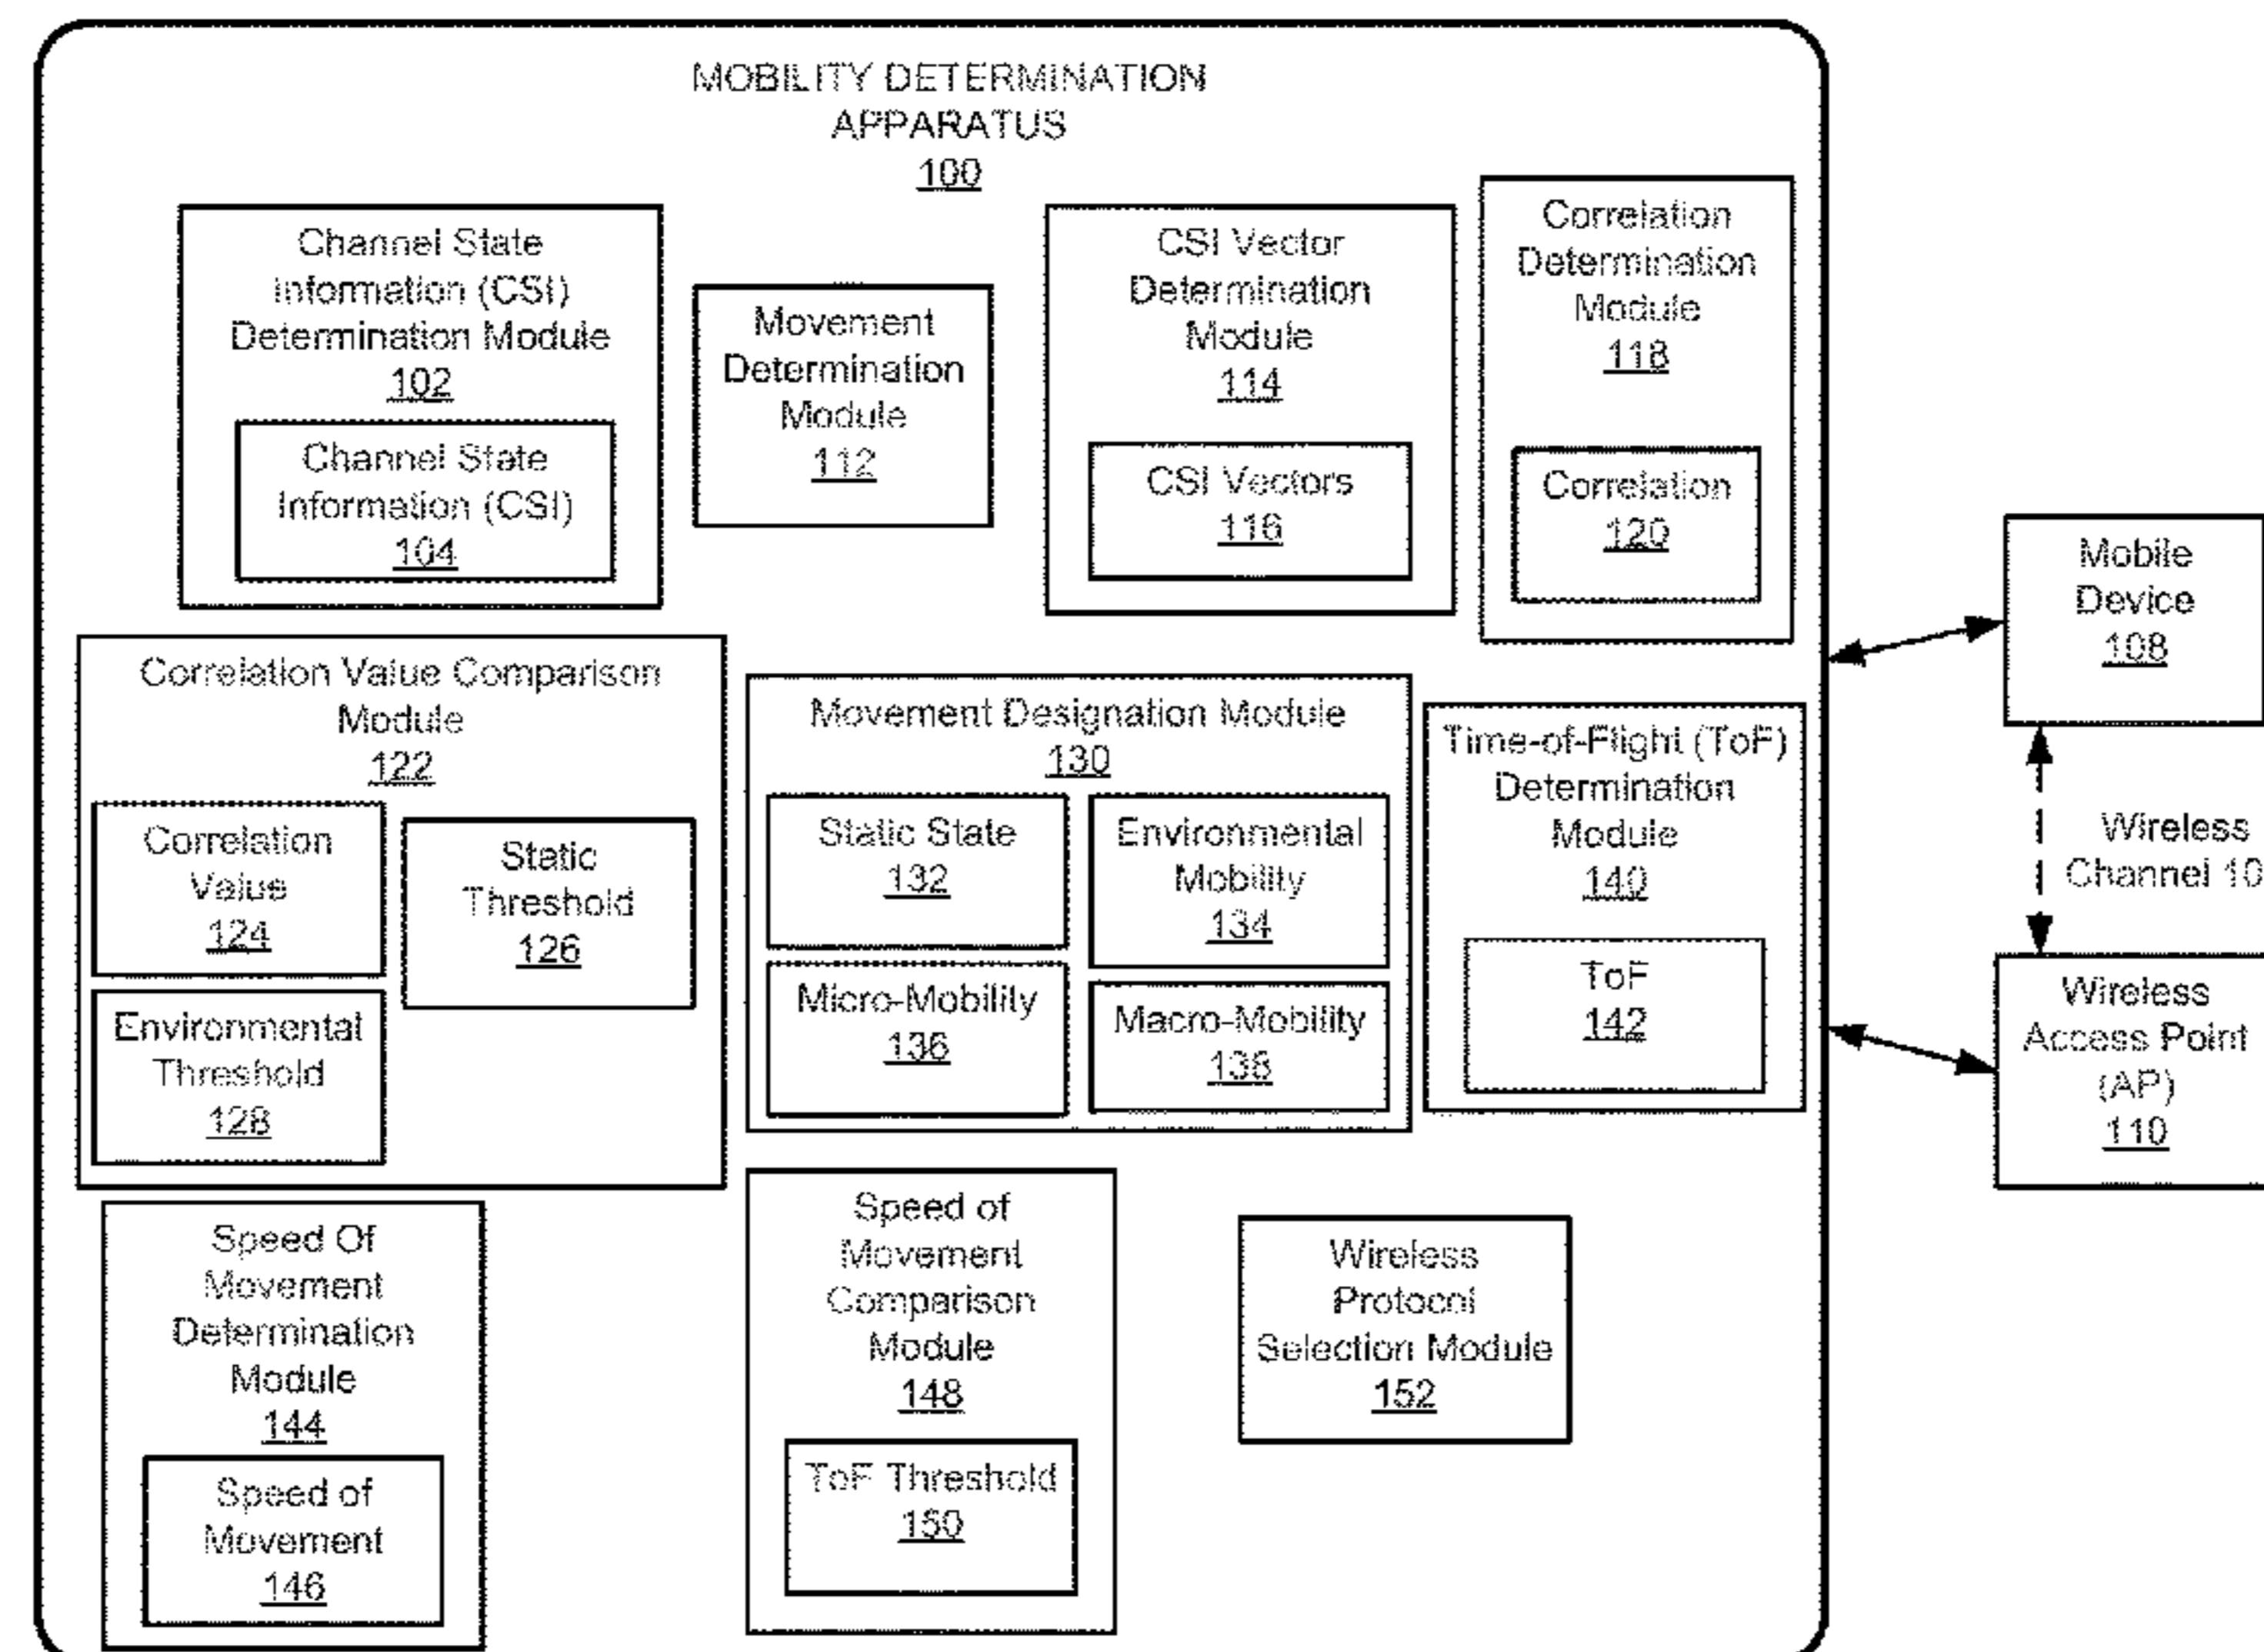 MOBILITY DETERMINATION
APPARATUS
100
Channel State
Information (CSI)
Determination Module
102
Channel State
Information (CSI)
104
Movement
Determination
Module
112
CSI Vector
Determination
Module
114
CSI Vectors
116
Correlation
Determination
Module
118
Correlation
120
Mobile
Device
108
Wireless
Channel 10
Wireless
Access Point
(AP)
110
Correlation Value Comparison
Module
122
Correlation
Value
124
Static
Threshold
126
Environmental
Threshold
128
Movement Designation Module
130
Static State
132
Environmental
Mobility
134
Micro-Mobility
136
Macro-Mobility
138
Time-of-Flight (ToF)
Determination
Module
140
ToF
142
Speed Of
Movement
Determination
Module
144
Speed of
Movement
146
Speed of
Movement
Comparison
Module
148
ToF Threshold
150
Wireless
Protocol
Selection Module
152